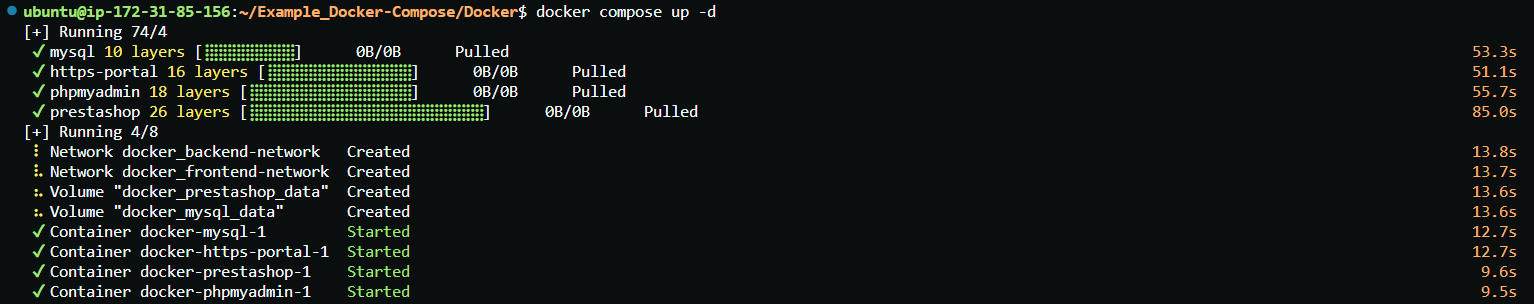 ubuntu@ip-172-31-85-156:~/Example_Docker-Compose/Docker$ docker compose up -d
[+] Running 74/4
✔ mysql 10 layers [⣿⣿⣿⣿⣿⣿⣿⣿⣿⣿] 0B/0B Pulled 53.3s
✔ https-portal 16 layers [⣿⣿⣿⣿⣿⣿⣿⣿⣿⣿⣿⣿⣿⣿⣿⣿] 0B/0B Pulled 51.1s
✔ phpmyadmin 18 layers [⣿⣿⣿⣿⣿⣿⣿⣿⣿⣿⣿⣿⣿⣿⣿⣿⣿⣿] 0B/0B Pulled 55.7s
✔ prestashop 26 layers [⣿⣿⣿⣿⣿⣿⣿⣿⣿⣿⣿⣿⣿⣿⣿⣿⣿⣿⣿⣿⣿⣿⣿⣿⣿⣿] 0B/0B Pulled 85.0s
[+] Running 4/8
Network docker_backend-network Created 13.8s
Network docker_frontend-network Created 13.7s
Volume "docker_prestashop_data" Created 13.6s
Volume "docker_mysql_data" Created 13.6s
✔ Container docker-mysql-1 Started 12.7s
✔ Container docker-https-portal-1 Started 12.7s
✔ Container docker-prestashop-1 Started 9.6s
✔ Container docker-phpmyadmin-1 Started 9.5s